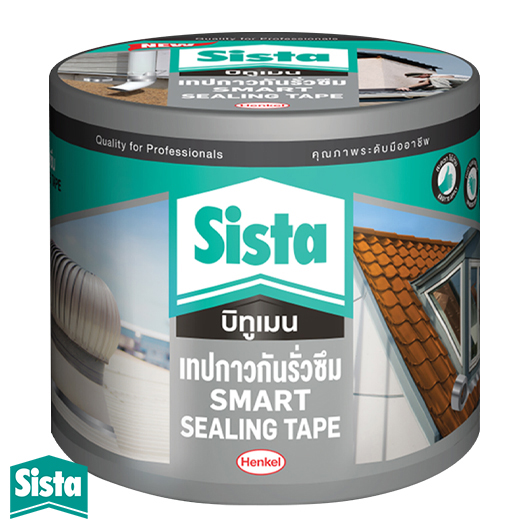 NEW
Sista
บิทูเมน
เทปกาวกันรั่วซึม
SMART
SEALING TAPE
Henkel
Quality for Professionals
คุณภาพระดับมืออาชีพ
TAPE
Sista
บิทูเมน
เทปกาวกันรั่วซึม
SMART
SEALING TAPE
Henkel
Sista